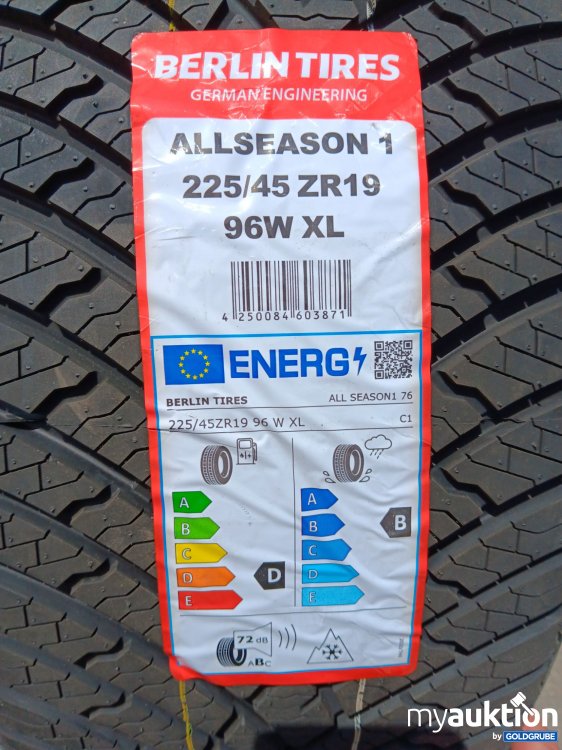 BERLIN TIRES
GERMAN ENGINEERING
ALLSEASON 1
225/45 ZR19
96W XL
4 250084 603871
ENERG
BERLIN TIRES ALL SEASON1 76
225/45ZR19 96 W XL C1
A A
B B B
C C
D D D
E E
72 dB
ABC
myauktion
by GOLDGRUBE